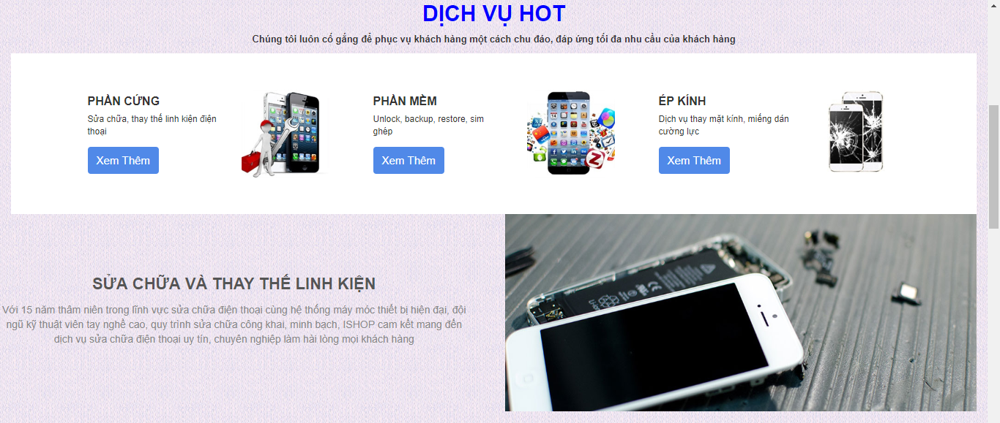 DỊCH VỤ HOT
Chúng tôi luôn cố gắng để phục vụ khách hàng một cách chu đáo, đáp ứng tối đa nhu cầu của khách hàng
PHẦN CỨNG
Sửa chữa, thay thế linh kiện điện
thoại
Xem Thêm
PHẦN MỀM
Unlock, backup, restore, sim
ghép
Xem Thêm
ÉP KÍNH
Dịch vụ thay mặt kính, miếng dán
cường lực
Xem Thêm
SỬA CHỮA VÀ THAY THẾ LINH KIỆN
Với 15 năm thâm niên trong lĩnh vực sửa chữa điện thoại cùng hệ thống máy móc thiết bị hiện đại, đội
ngũ kỹ thuật viên tay nghề cao, quy trình sửa chữa công khai, minh bạch, ISHOP cam kết mang đến
dịch vụ sửa chữa điện thoại uy tín, chuyên nghiệp làm hài lòng mọi khách hàng